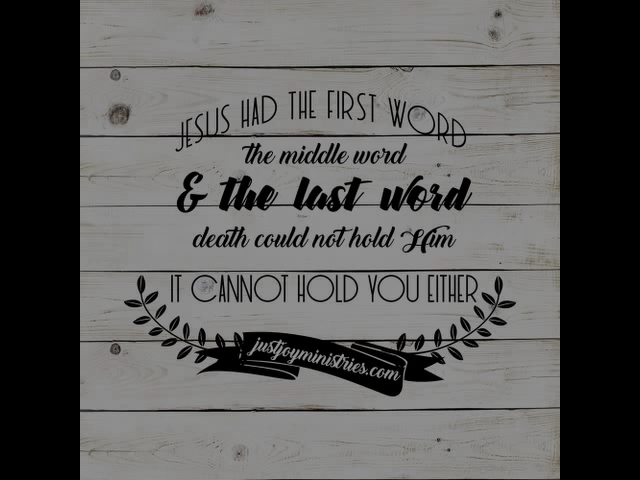 JESUS HAD THE FIRST WORD
the middle word
& the last word
death could not hold Him
IT CANNOT HOLD YOU EITHER
justjoyministries.com